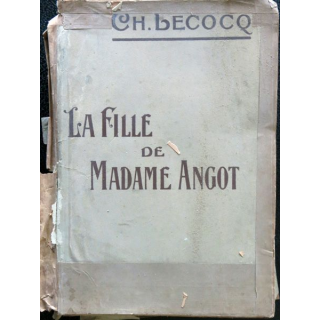 CH. LECOCQ
LA FILLE
DE
MADAME ANGOT